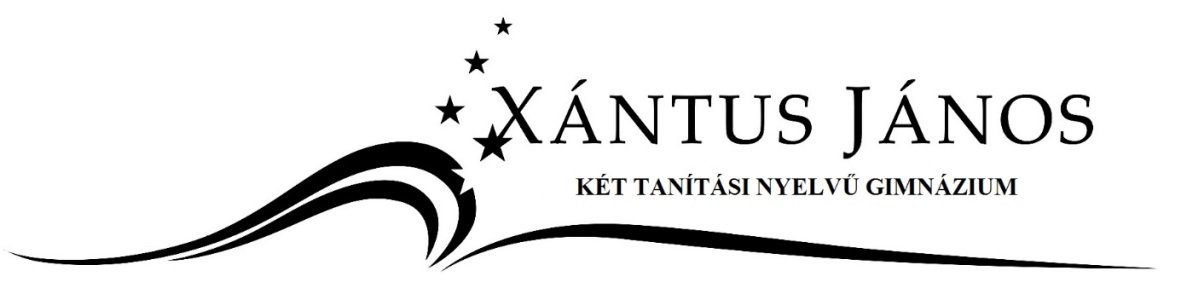 XÁNTUS JÁNOS
KÉT TANÍTÁSI NYELVŰ GIMNÁZIUM